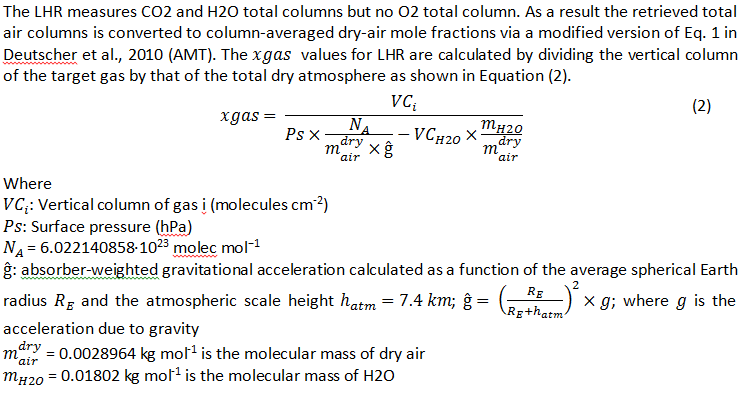 The LHR measures CO2 and H2O total columns but no O2 total column. As a result the retrieved total
air columns is converted to column-averaged dry-air mole fractions via a modified version of Eq. 1 in
Deutscher et al., 2010 (AMT). The xgas values for LHR are calculated by dividing the vertical column
of the target gas by that of the total dry atmosphere as shown in Equation (2).
xgas = VC_i / (Ps × N_A / (m_air^dry × ĝ) − VC_H2O × m_H2O / m_air^dry) (2)
Where
VC_i: Vertical column of gas i (molecules cm⁻²)
Ps: Surface pressure (hPa)
N_A = 6.022140858·10²³ molec mol⁻¹
ĝ: absorber-weighted gravitational acceleration calculated as a function of the average spherical Earth
radius R_E and the atmospheric scale height h_atm = 7.4 km; ĝ = (R_E / (R_E+h_atm))² × g; where g is the
acceleration due to gravity
m_air^dry = 0.0028964 kg mol⁻¹ is the molecular mass of dry air
m_H2O = 0.01802 kg mol⁻¹ is the molecular mass of H2O